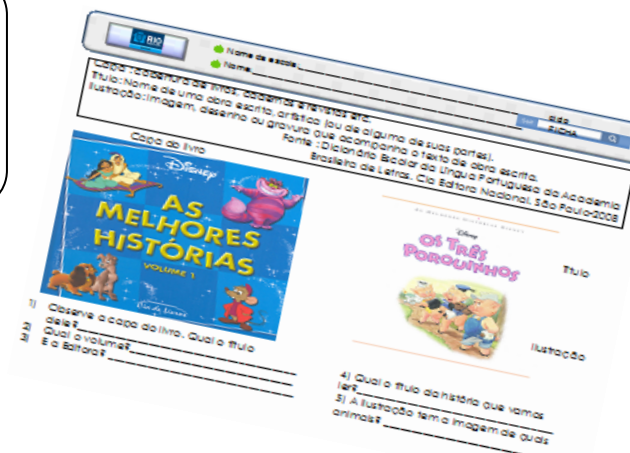 RIO
Nome da escola:
Nome:
FICHA
Capa : cobertura de livros, cadernos e revistas etc.
Título: Nome de uma obra escrita, artística (ou de alguma de suas partes).
Ilustração: Imagem, desenho ou gravura que acompanha o texto de obra escrita.
Fonte : Dicionário Escolar da Língua Portuguesa da Academia
Brasileira de Letras. Cia Editora Nacional. São Paulo-2008
Capa do livro
Disney
AS
MELHORES
HISTÓRIAS
VOLUME 1
1) Observe a capa do livro. Qual o título
dele?
2) Qual o volume?
3) E a Editora?
Disney
OS TRÊS
PORQUINHOS
Título
Ilustração
4) Qual o título da história que vamos
ler?
5) A ilustração tem a imagem de quais
animais?